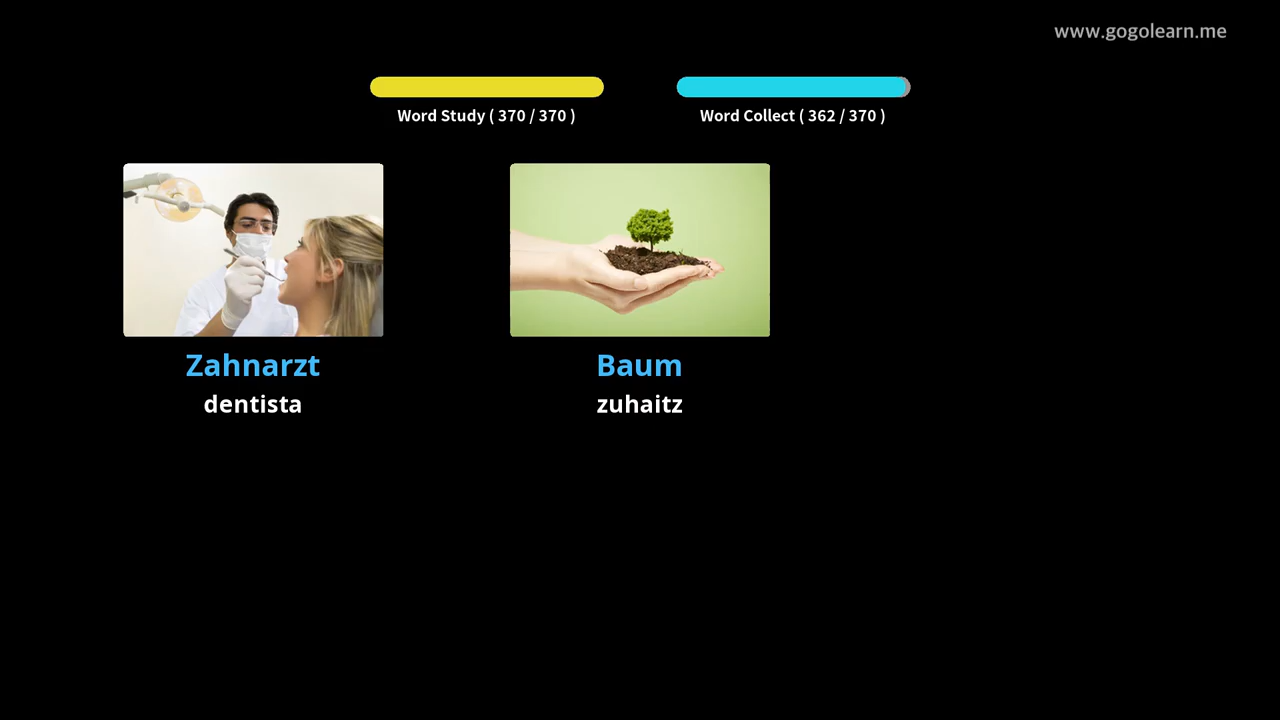 www.gogolearn.me
Word Study ( 370 / 370 )
Word Collect ( 362 / 370 )
Zahnarzt
dentista
Baum
zuhaitz